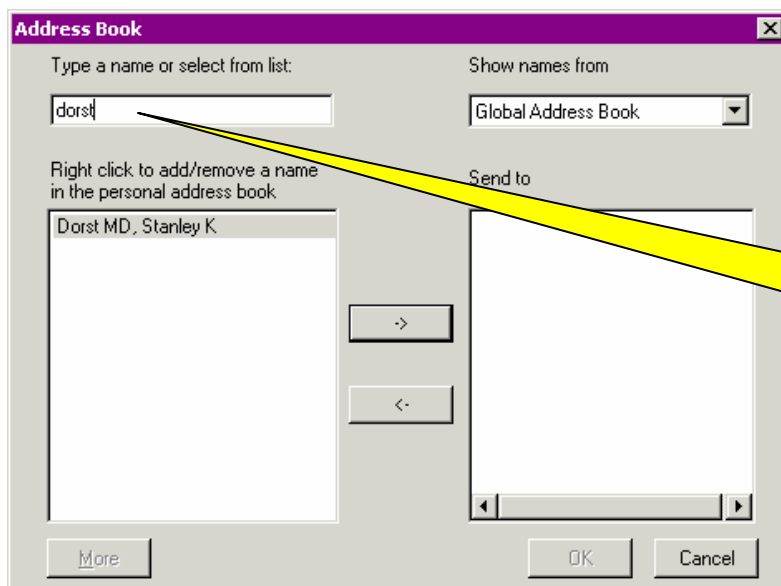 Address Book
Type a name or select from list:
Show names from
dorst
Global Address Book
Right click to add/remove a name
in the personal address book
Send to
Dorst MD, Stanley K
->
<-
More
OK
Cancel